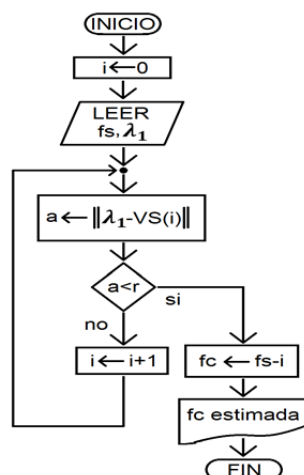 INICIO
i ← 0
LEER
fs, λ₁
a ← ‖λ₁-VS(i)‖
a<r
si
no
i ← i+1
fc ← fs-i
fc estimada
FIN